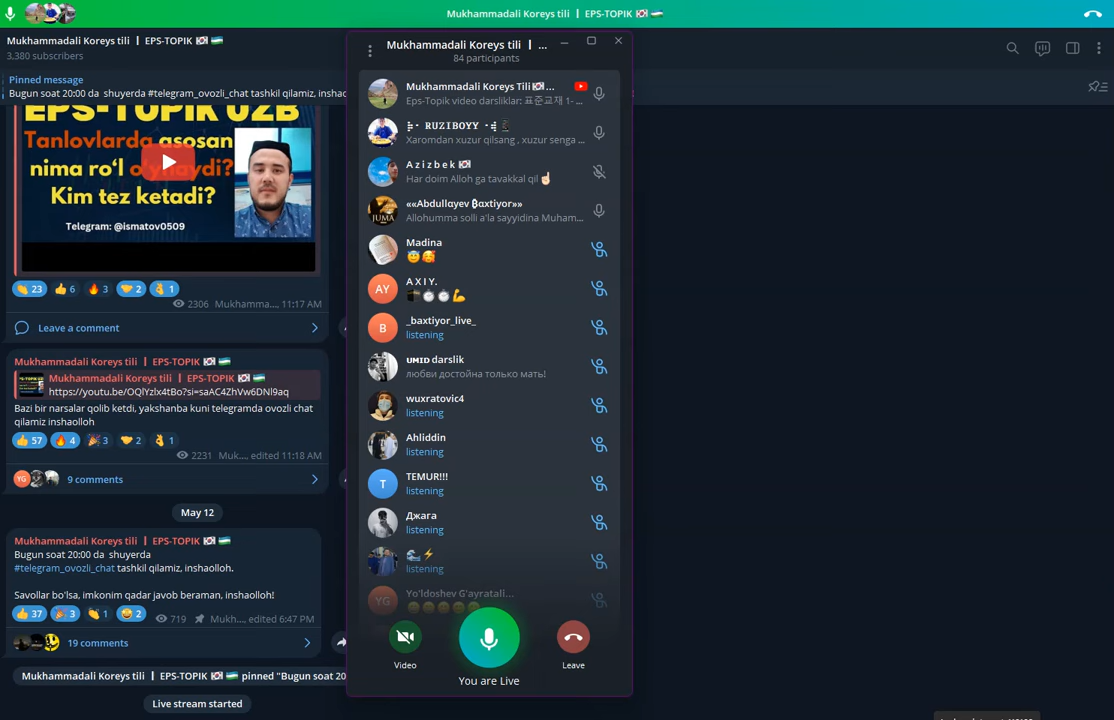 Mukhammadali Koreys tili | EPS-TOPIK 🇰🇷 🇺🇿
Mukhammadali Koreys tili | EPS-TOPIK 🇰🇷 🇺🇿
3,380 subscribers
Pinned message
Bugun soat 20:00 da shuyerda #telegram_ovozli_chat tashkil qilamiz, inshao
EPS-TOPIK UZB
Tanlovlarda asosan
nima ro'l o'ynaydi?
Kim tez ketadi?
Telegram: @ismatov0509
👏 23 👍 6 🔥 3 🤝 2 👌 1
2306 Mukhamma..., 11:17 AM
Leave a comment
Mukhammadali Koreys tili | EPS-TOPIK 🇰🇷 🇺🇿
Mukhammadali Koreys tili | EPS-TOPIK 🇰🇷 🇺🇿
https://youtu.be/OQlYzlx4tBo?si=saAC4ZhVw6DNl9aq
Bazi bir narsalar qolib ketdi, yakshanba kuni telegramda ovozli chat
qilamiz inshaolloh
👍 57 🔥 4 🎉 3 🤝 2 👌 1
2231 Muk..., edited 11:18 AM
YG
9 comments
May 12
Mukhammadali Koreys tili | EPS-TOPIK 🇰🇷 🇺🇿
Bugun soat 20:00 da shuyerda
#telegram_ovozli_chat tashkil qilamiz, inshaolloh.
Savollar bo'lsa, imkonim qadar javob beraman, inshaolloh!
👍 37 🎉 3 👏 1 😂 2
719 Mukh..., edited 6:47 PM
19 comments
Mukhammadali Koreys tili | EPS-TOPIK 🇰🇷 🇺🇿 pinned "Bugun soat 20
Live stream started
Mukhammadali Koreys tili | ...
84 participants
Mukhammadali Koreys Tili🇰🇷...
Eps-Topik video darsliklar: 표준교재 1- ...
RUZIBOYY
Xaromdan xuzur qilsang , xuzur senga ...
A z i z b e k 🇰🇷
Har doim Alloh ga tavakkal qil ☝🏻
««Abdullayev ฿αxtiyor»»
Allohumma solli a'la sayyidina Muham...
JUMA
Madina
😇🥰
AY
A X I Y.
B
_baxtiyor_live_
listening
ᴜᴍɪᴅ darslik
любви достойна только мать!
wuxratovic4
listening
Ahliddin
listening
T
TEMUR!!!
listening
Джага
listening
🌊⚡
listening
YG
Yo'ldoshev G'ayratali...
Video
Leave
You are Live